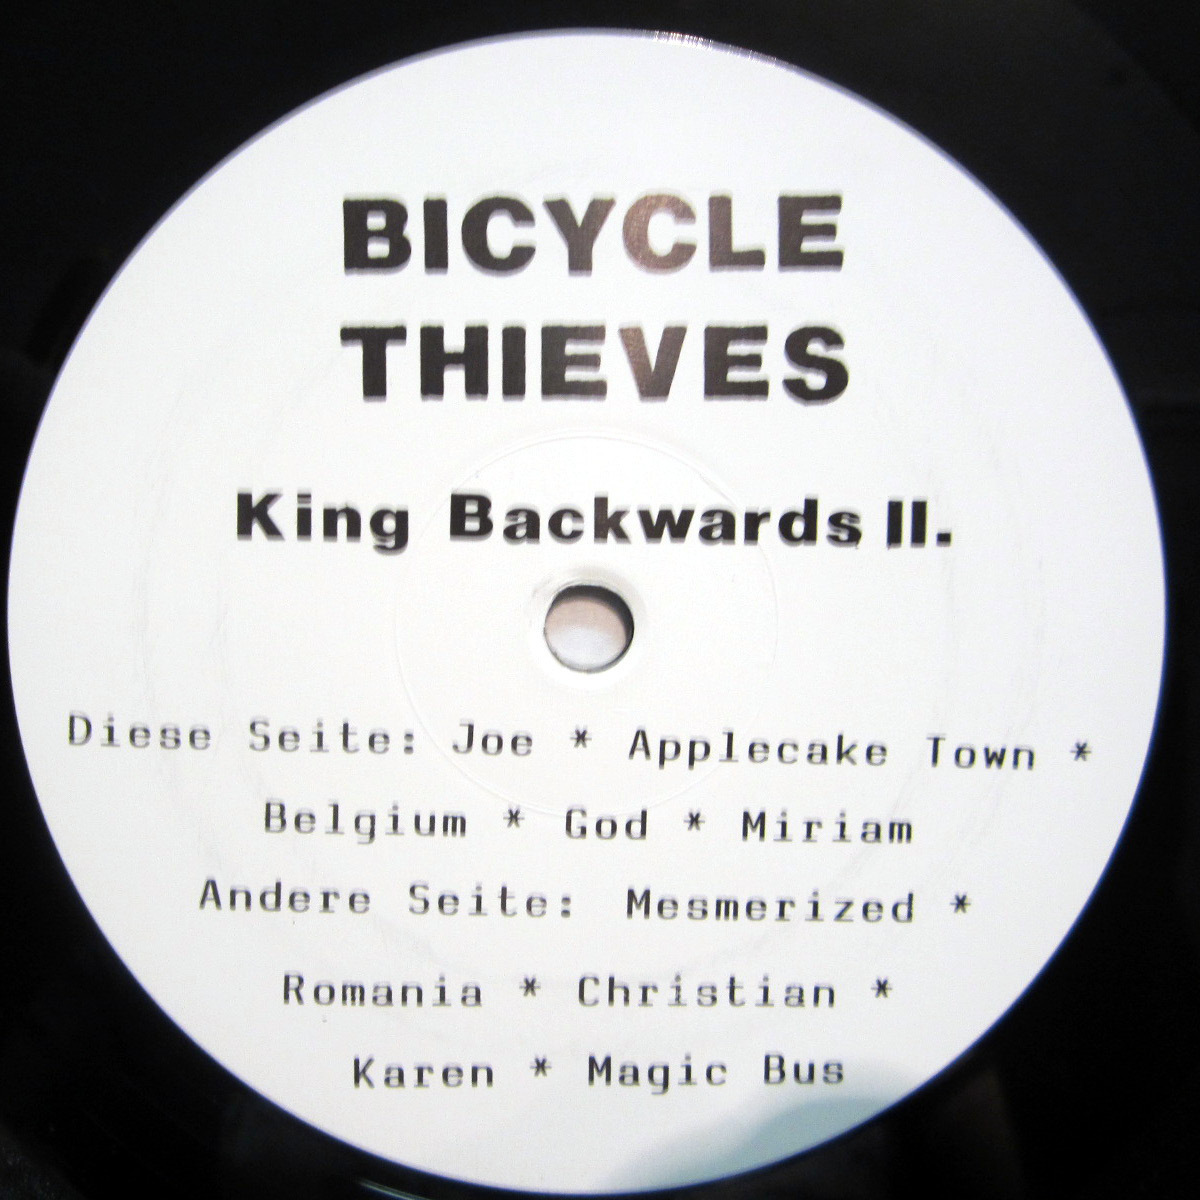 BICYCLE
THIEVES
King Backwards II.
Diese Seite: Joe * Applecake Town *
Belgium * God * Miriam
Andere Seite: Mesmerized *
Romania * Christian *
Karen * Magic Bus